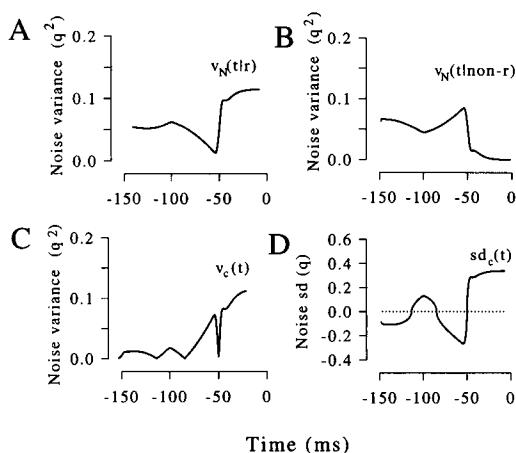 A
Noise variance (q²)
0.2
0.1
0.0
v_N(t|r)
-150 -100 -50 0
B
Noise variance (q²)
0.2
0.1
0.0
v_N(t|non-r)
-150 -100 -50 0
C
Noise variance (q²)
0.2
0.1
0.0
v_c(t)
-150 -100 -50 0
D
Noise sd (q)
0.6
0.4
0.2
0.0
-0.2
-0.4
sd_c(t)
-150 -100 -50 0
Time (ms)